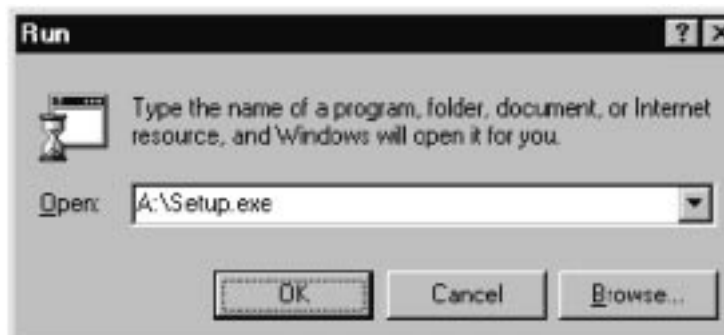 Run
Type the name of a program, folder, document, or Internet
resource, and Windows will open it for you.
Open: A:\Setup.exe
OK Cancel Browse...